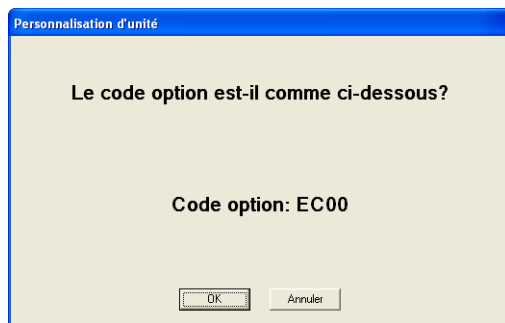 Personnalisation d'unité
Le code option est-il comme ci-dessous?
Code option: EC00
OK
Annuler